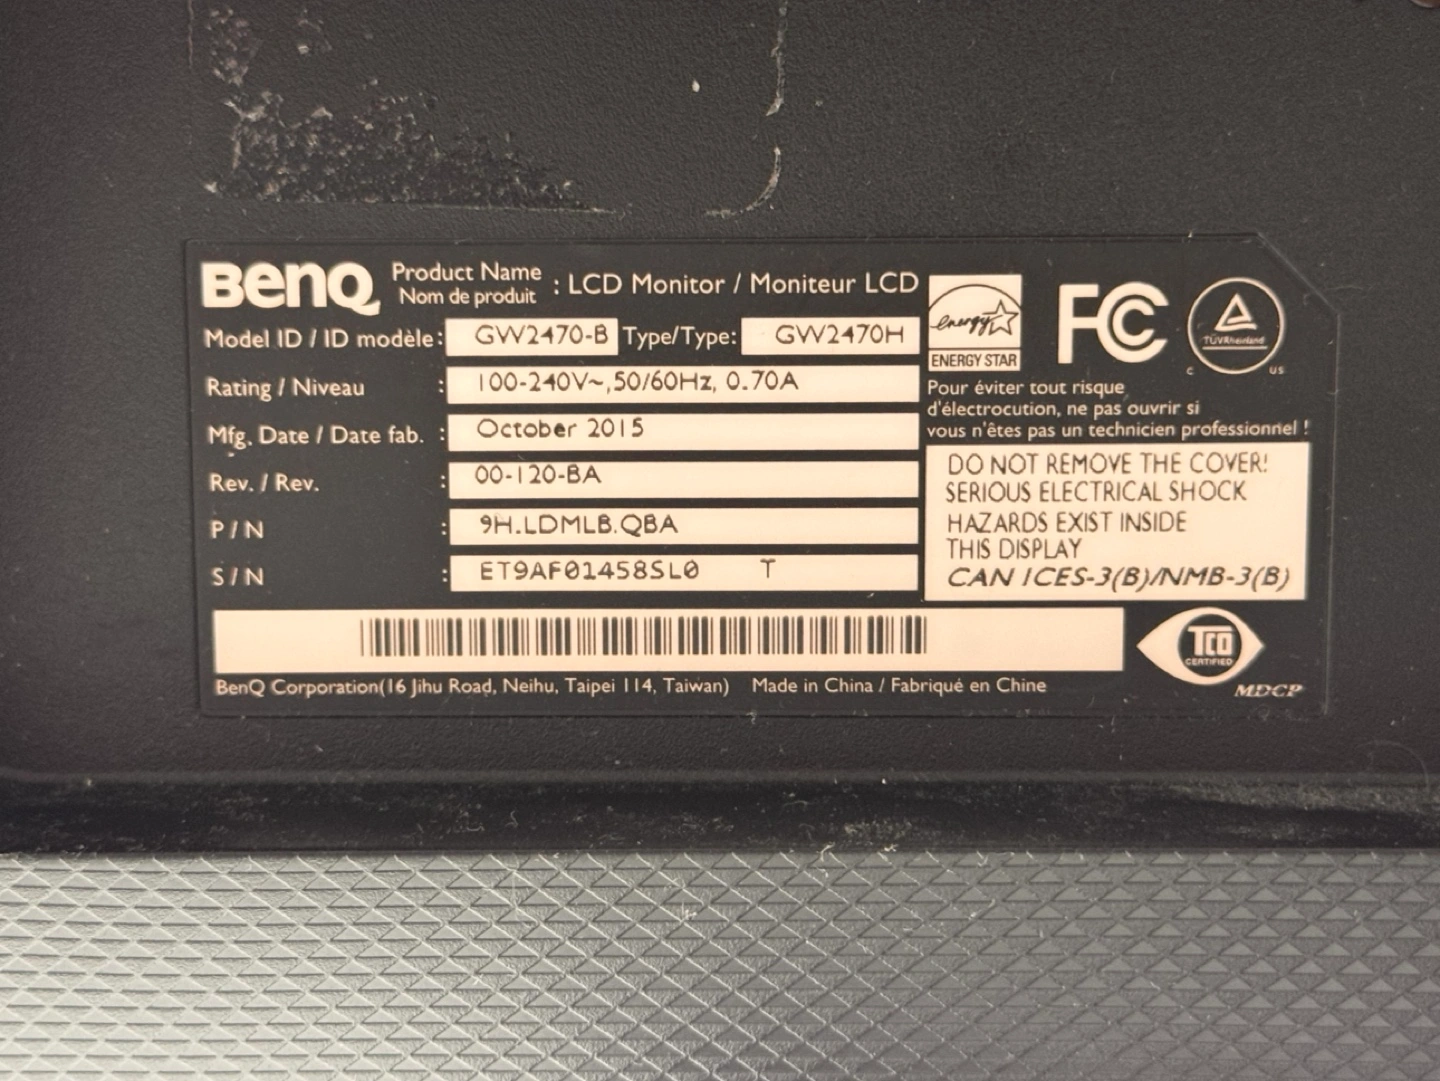 BenQ Product Name
Nom de produit : LCD Monitor / Moniteur LCD
Model ID / ID modèle: GW2470-B Type/Type: GW2470H
Rating / Niveau : 100-240V~,50/60Hz, 0.70A
Mfg. Date / Date fab. : October 2015
Rev. / Rev. : 00-120-BA
P/N : 9H.LDMLB.QBA
S/N : ET9AF01458SL0 T
BenQ Corporation(16 Jihu Road, Neihu, Taipei 114, Taiwan) Made in China / Fabriqué en Chine
energy
ENERGY STAR
FC
TÜVRheinland
C US
Pour éviter tout risque
d'électrocution, ne pas ouvrir si
vous n'êtes pas un technicien professionnel !
DO NOT REMOVE THE COVER!
SERIOUS ELECTRICAL SHOCK
HAZARDS EXIST INSIDE
THIS DISPLAY
CAN ICES-3(B)/NMB-3(B)
TCO
CERTIFIED
MDCP